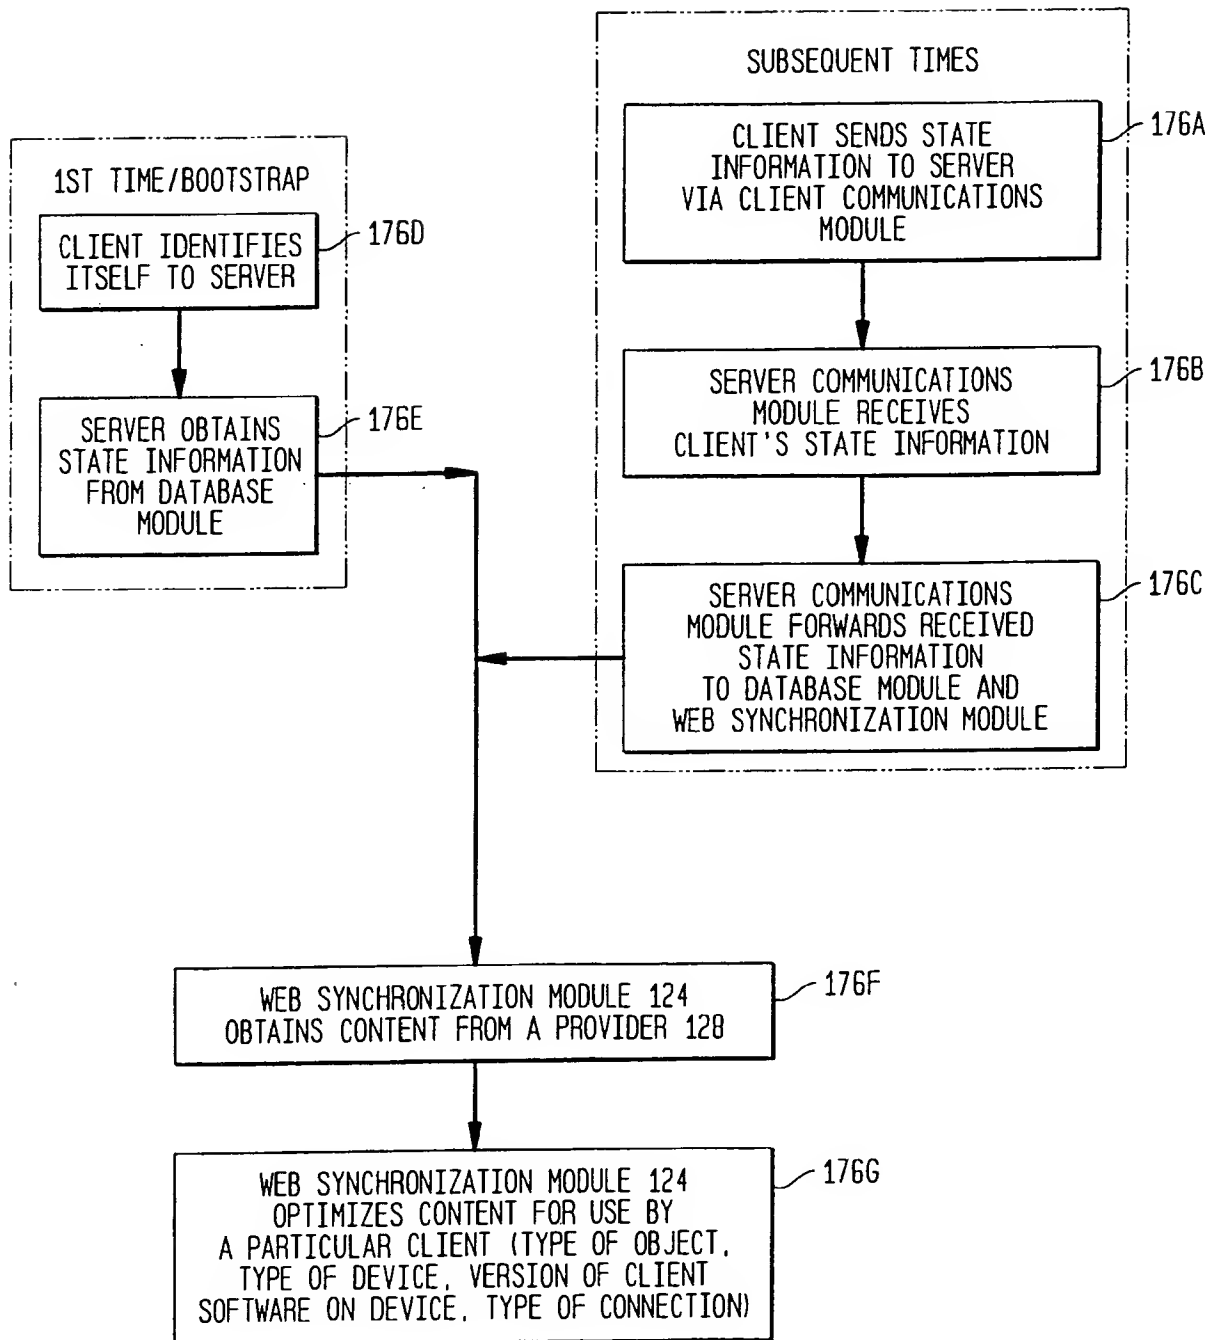 SUBSEQUENT TIMES
CLIENT SENDS STATE
INFORMATION TO SERVER
VIA CLIENT COMMUNICATIONS
MODULE
176A
1ST TIME/BOOTSTRAP
CLIENT IDENTIFIES
ITSELF TO SERVER
176D
SERVER COMMUNICATIONS
MODULE RECEIVES
CLIENT'S STATE INFORMATION
176B
SERVER OBTAINS
STATE INFORMATION
FROM DATABASE
MODULE
176E
SERVER COMMUNICATIONS
MODULE FORWARDS RECEIVED
STATE INFORMATION
TO DATABASE MODULE AND
WEB SYNCHRONIZATION MODULE
176C
WEB SYNCHRONIZATION MODULE 124
OBTAINS CONTENT FROM A PROVIDER 128
176F
WEB SYNCHRONIZATION MODULE 124
OPTIMIZES CONTENT FOR USE BY
A PARTICULAR CLIENT (TYPE OF OBJECT,
TYPE OF DEVICE, VERSION OF CLIENT
SOFTWARE ON DEVICE, TYPE OF CONNECTION)
176G